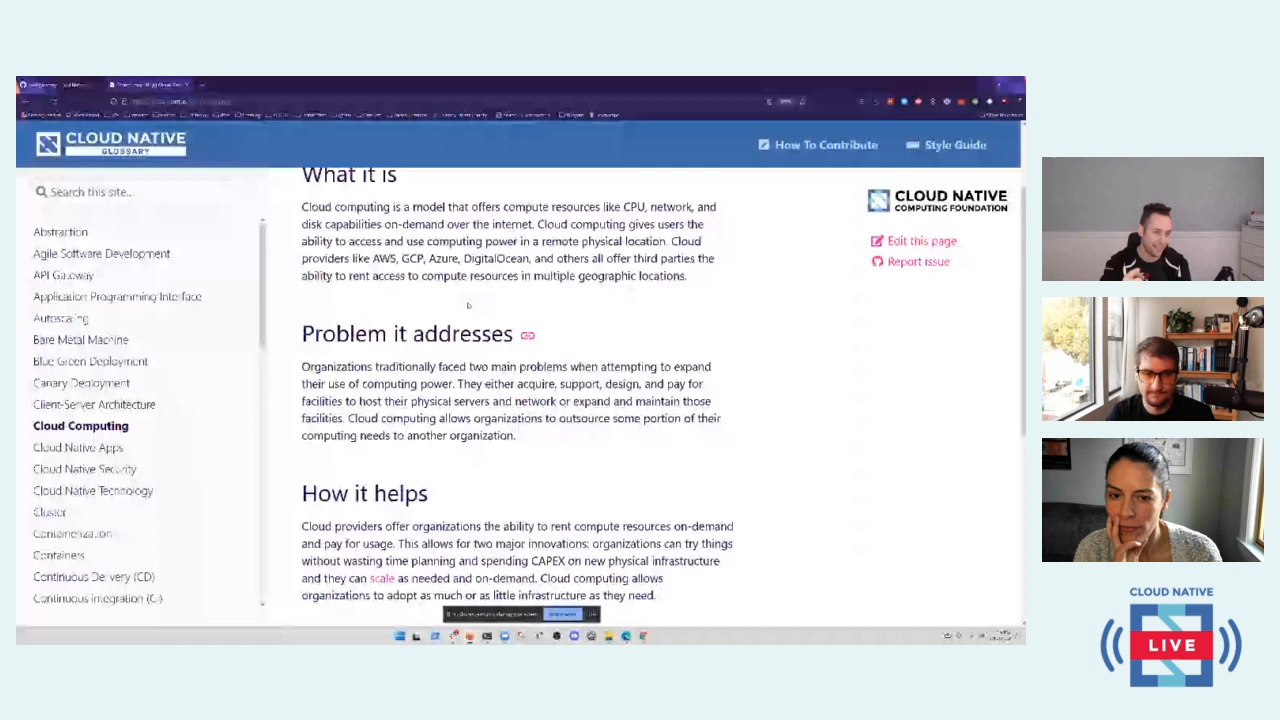 CLOUD NATIVE
GLOSSARY
How To Contribute
Style Guide
Search this site...
Abstraction
Agile Software Development
API Gateway
Application Programming Interface
Autoscaling
Bare Metal Machine
Blue Green Deployment
Canary Deployment
Client-Server Architecture
Cloud Computing
Cloud Native Apps
Cloud Native Security
Cloud Native Technology
Cluster
Containerization
Containers
Continuous Delivery (CD)
Continuous Integration (CI)
What it is
Cloud computing is a model that offers compute resources like CPU, network, and
disk capabilities on-demand over the internet. Cloud computing gives users the
ability to access and use computing power in a remote physical location. Cloud
providers like AWS, GCP, Azure, DigitalOcean, and others all offer third parties the
ability to rent access to compute resources in multiple geographic locations.
Problem it addresses
Organizations traditionally faced two main problems when attempting to expand
their use of computing power. They either acquire, support, design, and pay for
facilities to host their physical servers and network or expand and maintain those
facilities. Cloud computing allows organizations to outsource some portion of their
computing needs to another organization.
How it helps
Cloud providers offer organizations the ability to rent compute resources on-demand
and pay for usage. This allows for two major innovations: organizations can try things
without wasting time planning and spending CAPEX on new physical infrastructure
and they can scale as needed and on-demand. Cloud computing allows
organizations to adopt as much or as little infrastructure as they need.
CLOUD NATIVE
COMPUTING FOUNDATION
Edit this page
Report issue
CLOUD NATIVE
LIVE